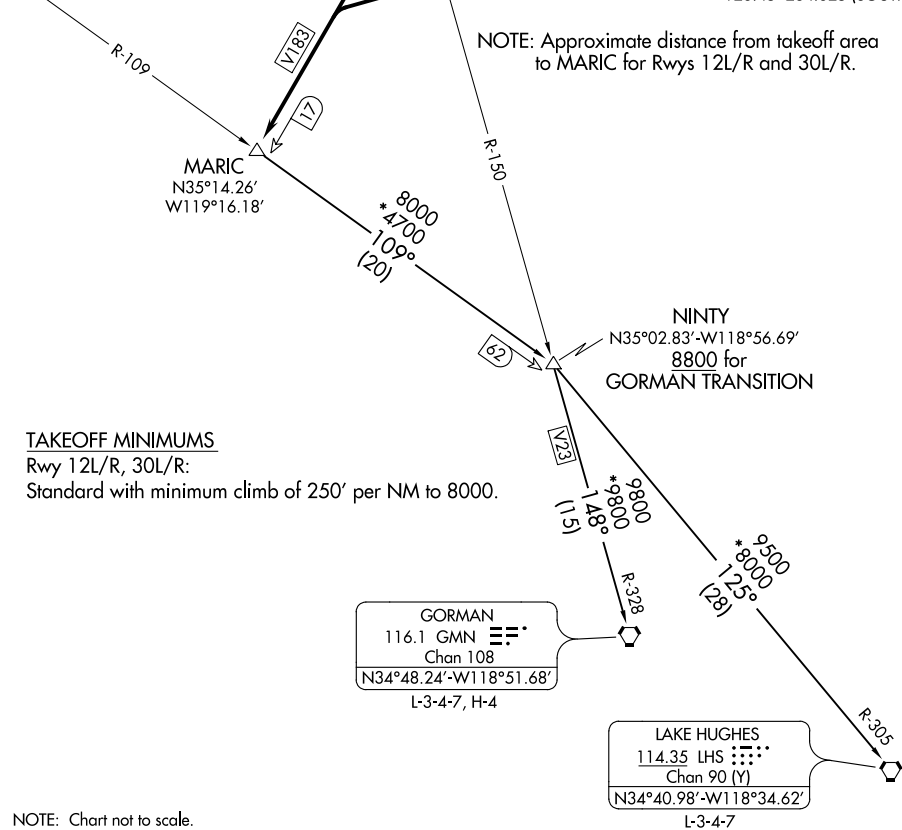 R-109
V183
17
NOTE: Approximate distance from takeoff area
to MARIC for Rwys 12L/R and 30L/R.
R-150
MARIC
N35°14.26'
W119°16.18'
8000
*4700
109°
(20)
62
NINTY
N35°02.83'-W118°56.69'
8800 for
GORMAN TRANSITION
TAKEOFF MINIMUMS
Rwy 12L/R, 30L/R:
Standard with minimum climb of 250' per NM to 8000.
V23
9800
*9800
148°
(15)
R-328
9500
*8000
125°
(28)
R-305
GORMAN
116.1 GMN
Chan 108
N34°48.24'-W118°51.68'
L-3-4-7, H-4
LAKE HUGHES
114.35 LHS
Chan 90 (Y)
N34°40.98'-W118°34.62'
L-3-4-7
NOTE: Chart not to scale.